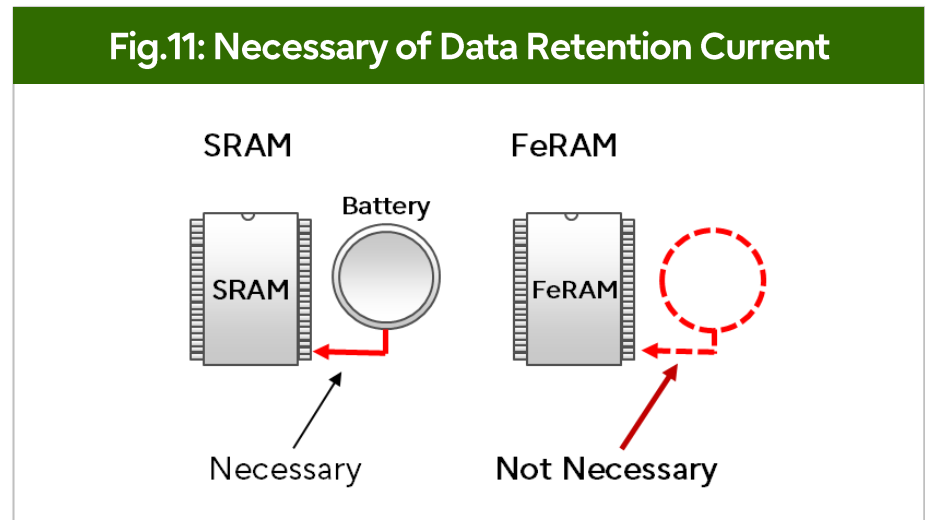 Fig.11: Necessary of Data Retention Current
SRAM
FeRAM
Battery
SRAM
FeRAM
Necessary
Not Necessary